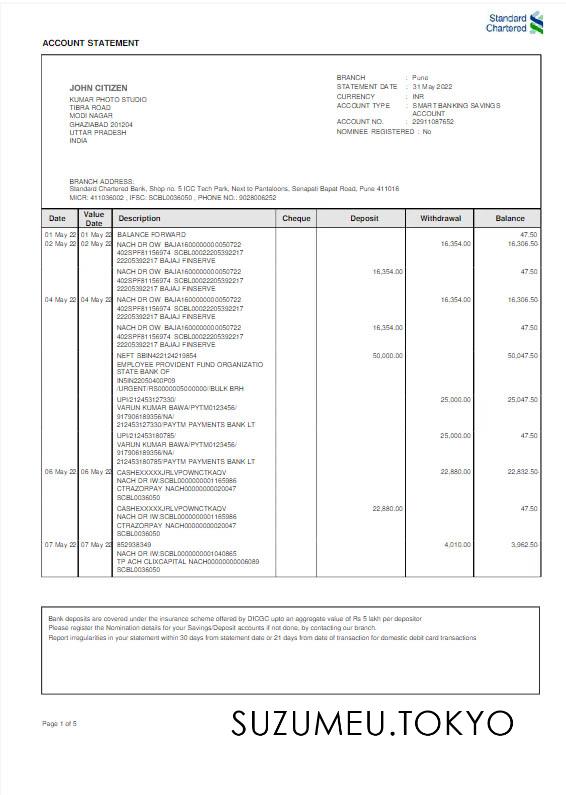 Standard
Chartered
ACCOUNT STATEMENT
JOHN CITIZEN
KUMAR PHOTO STUDIO
TIBRA ROAD
MODI NAGAR
GHAZIABAD 201204
UTTAR PRADESH
INDIA
BRANCH : Pune
STATEMENT DATE : 31 May 2022
CURRENCY : INR
ACCOUNT TYPE : SMART BANKING SAVINGS
ACCOUNT
ACCOUNT NO. : 22911087652
NOMINEE REGISTERED : No
BRANCH ADDRESS:
Standard Chartered Bank, Shop no. 5 ICC Tech Park, Next to Pantaloons, Senapati Bapat Road, Pune 411016
MICR: 411036002 ; IFSC: SCBL0036050 ; PHONE NO.: 9028006252
Date Value Date Description Cheque Deposit Withdrawal Balance
01 May 22 01 May 22 BALANCE FORWARD 47.50
02 May 22 02 May 22 NACH DR OW BAJA1600000000050722 16,354.00 16,306.50-
402SPF81156974 SCBL00022205392217
22205392217 BAJAJ FINSERVE
NACH DR OW BAJA1600000000050722 16,354.00 47.50
402SPF81156974 SCBL00022205392217
22205392217 BAJAJ FINSERVE
04 May 22 04 May 22 NACH DR OW BAJA1600000000050722 16,354.00 16,306.50-
402SPF81156974 SCBL00022205392217
22205392217 BAJAJ FINSERVE
NACH DR OW BAJA1600000000050722 16,354.00 47.50
402SPF81156974 SCBL00022205392217
22205392217 BAJAJ FINSERVE
NEFT SBIN422124219854 50,000.00 50,047.50
EMPLOYEE PROVIDENT FUND ORGANIZATIO
STATE BANK OF
IN5IN22050400P09
/URGENT/RS0000005000000/BULK BRH
UPI/212453127330/ 25,000.00 25,047.50
VARUN KUMAR BAWA/PYTM0123456/
917906189356/NA/
212453127330/PAYTM PAYMENTS BANK LT
UPI/212453180785/ 25,000.00 47.50
VARUN KUMAR BAWA/PYTM0123456/
917906189356/NA/
212453180785/PAYTM PAYMENTS BANK LT
06 May 22 06 May 22 CASHEXXXXXJRLVPOWNCTKAQV 22,880.00 22,832.50-
NACH DR IW.SCBL0000000001165986
CTRAZORPAY NACH00000000020047
SCBL0036050
CASHEXXXXXJRLVPOWNCTKAQV 22,880.00 47.50
NACH DR IW.SCBL0000000001165986
CTRAZORPAY NACH00000000020047
SCBL0036050
07 May 22 07 May 22 852938349 4,010.00 3,962.50-
NACH DR IW.SCBL0000000001040865
TP ACH CLIXCAPITAL NACH00000000006089
SCBL0036050
Bank deposits are covered under the insurance scheme offered by DICGC upto an aggregate value of Rs 5 lakh per depositor
Please register the Nomination details for your Savings/Deposit accounts if not done, by contacting our branch.
Report irregularities in your statement within 30 days from statement date or 21 days from date of transaction for domestic debit card transactions
Page 1 of 5
SUZUMEU.TOKYO